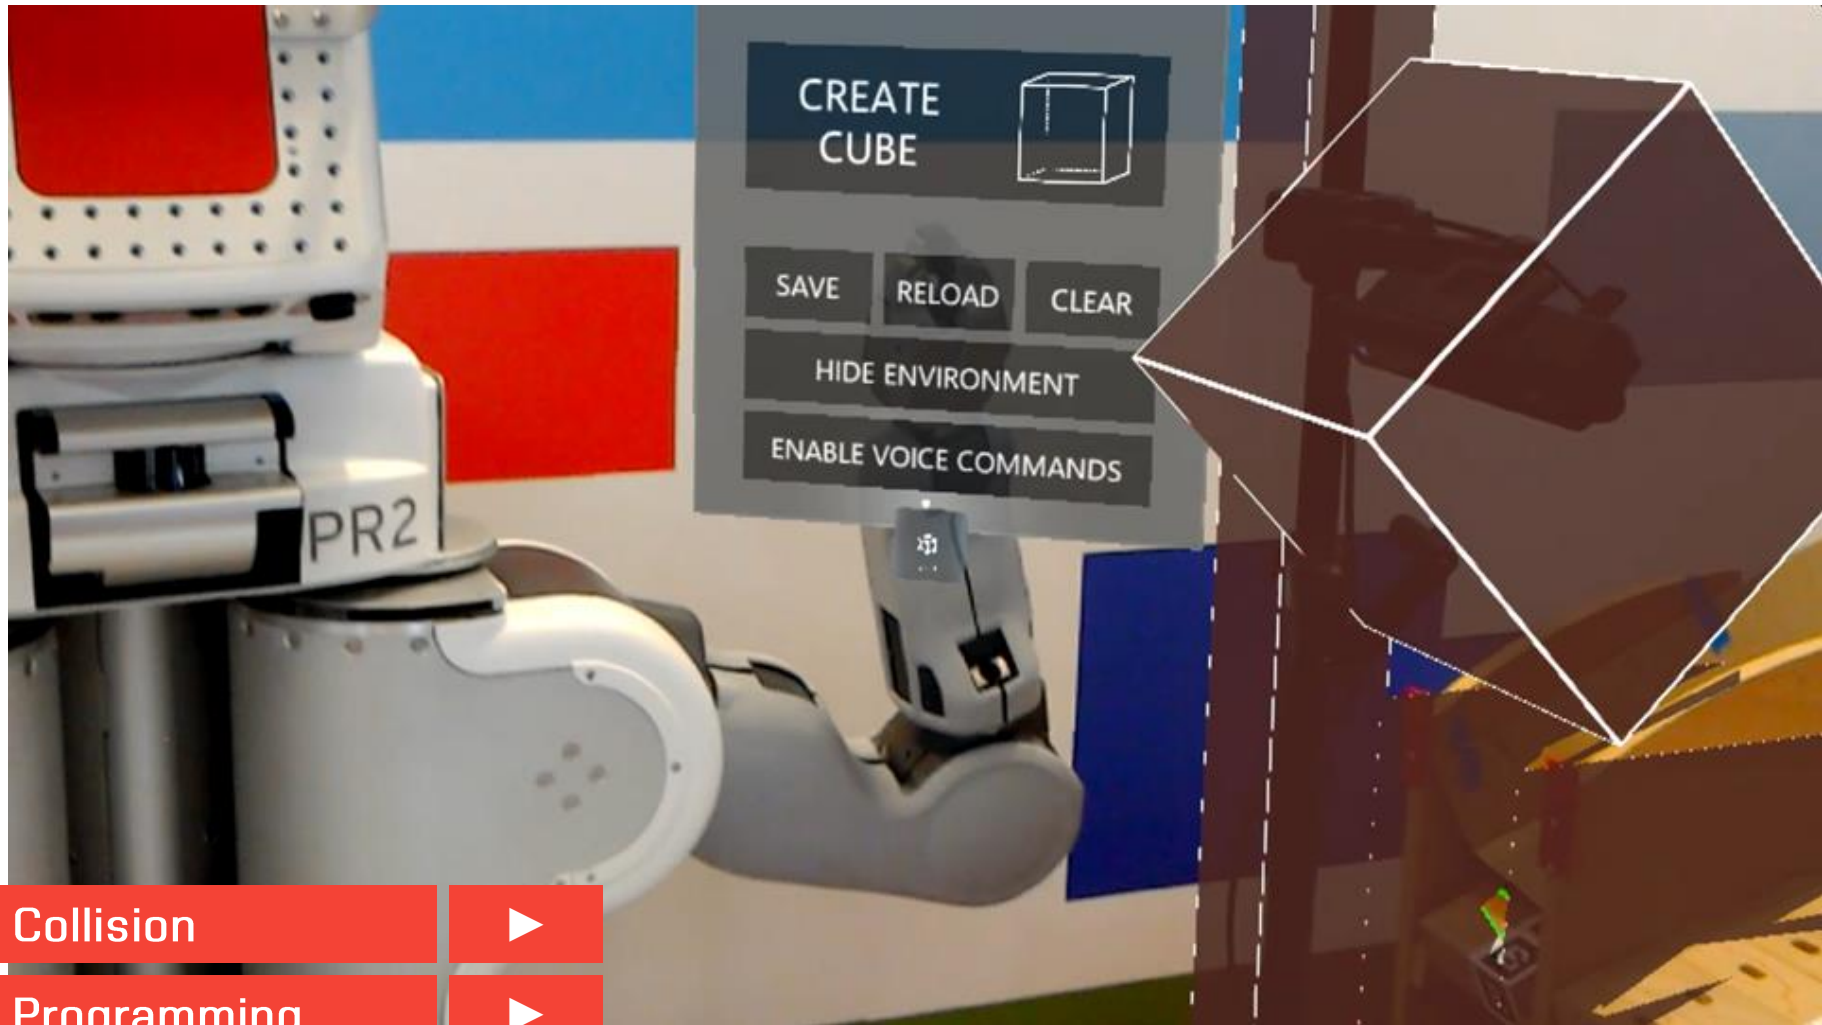 CREATE
CUBE
SAVE RELOAD CLEAR
HIDE ENVIRONMENT
ENABLE VOICE COMMANDS
PR2
Collision
Programming